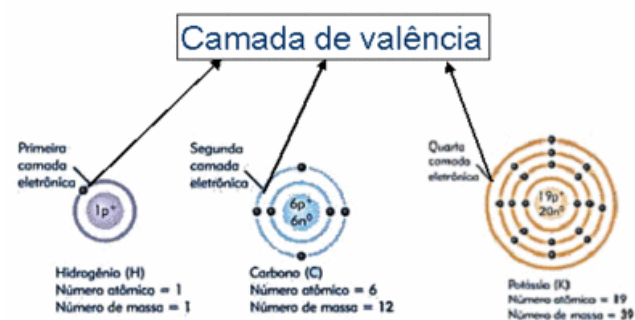 Camada de valência
Primeira
camada
eletrônica
1p⁺
Hidrogênio (H)
Número atômico = 1
Número de massa = 1
Segunda
camada
eletrônica
6p⁺
6n⁰
Carbono (C)
Número atômico = 6
Número de massa = 12
Quarta
camada
eletrônica
19p⁺
20n⁰
Potássio (K)
Número atômico = 19
Número de massa = 39